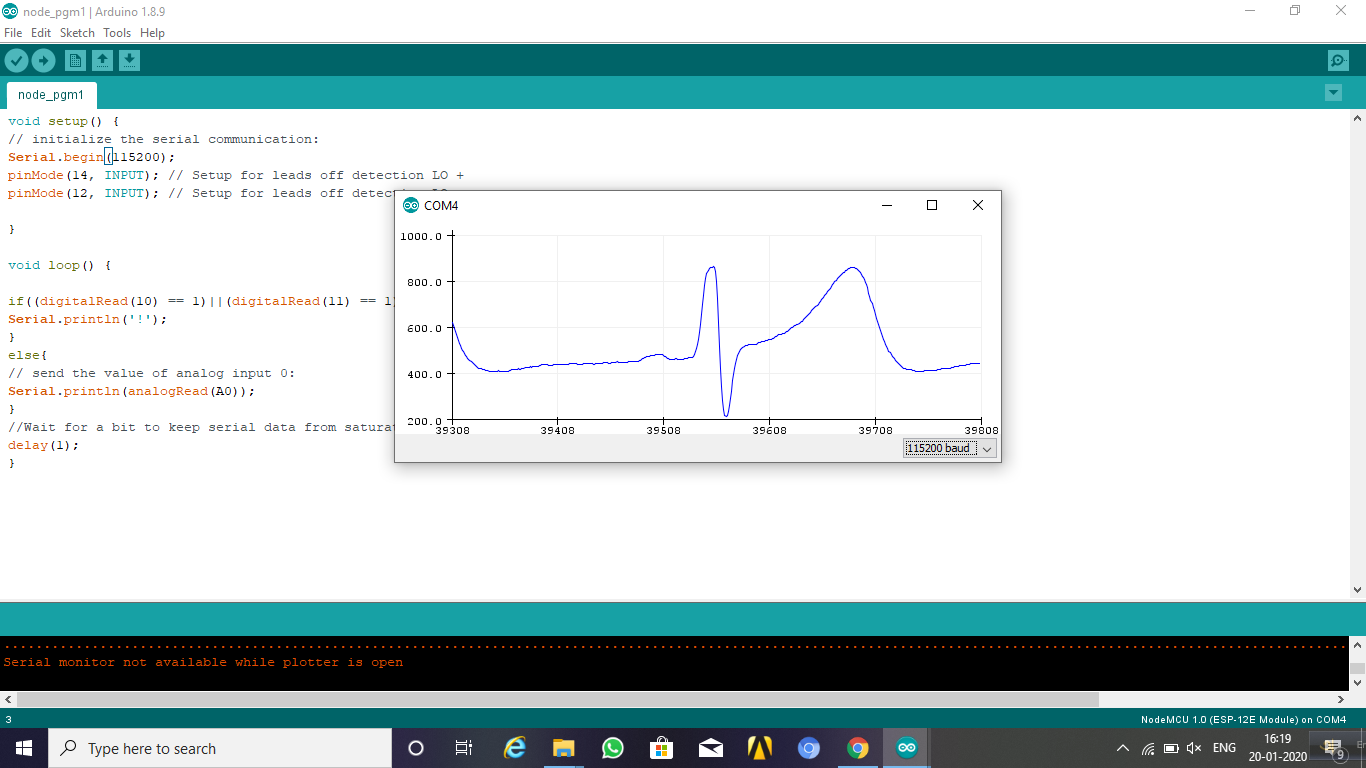 node_pgm1 | Arduino 1.8.9
File Edit Sketch Tools Help
node_pgm1
void setup() {
// initialize the serial communication:
Serial.begin(115200);
pinMode(14, INPUT); // Setup for leads off detection LO +
pinMode(12, INPUT); // Setup for leads off
}
void loop() {
if((digitalRead(10) == 1)||(digitalRead(11) == 1
Serial.println('!');
}
else{
// send the value of analog input 0:
Serial.println(analogRead(A0));
}
//Wait for a bit to keep serial data from
delay(1);
}
COM4
1000.0
800.0
600.0
400.0
200.0
39308 39408 39508 39608 39708 39808
115200 baud
Serial monitor not available while plotter is open
3
NodeMCU 1.0 (ESP-12E Module) on COM4
Type here to search
ENG
16:19
20-01-2020
9